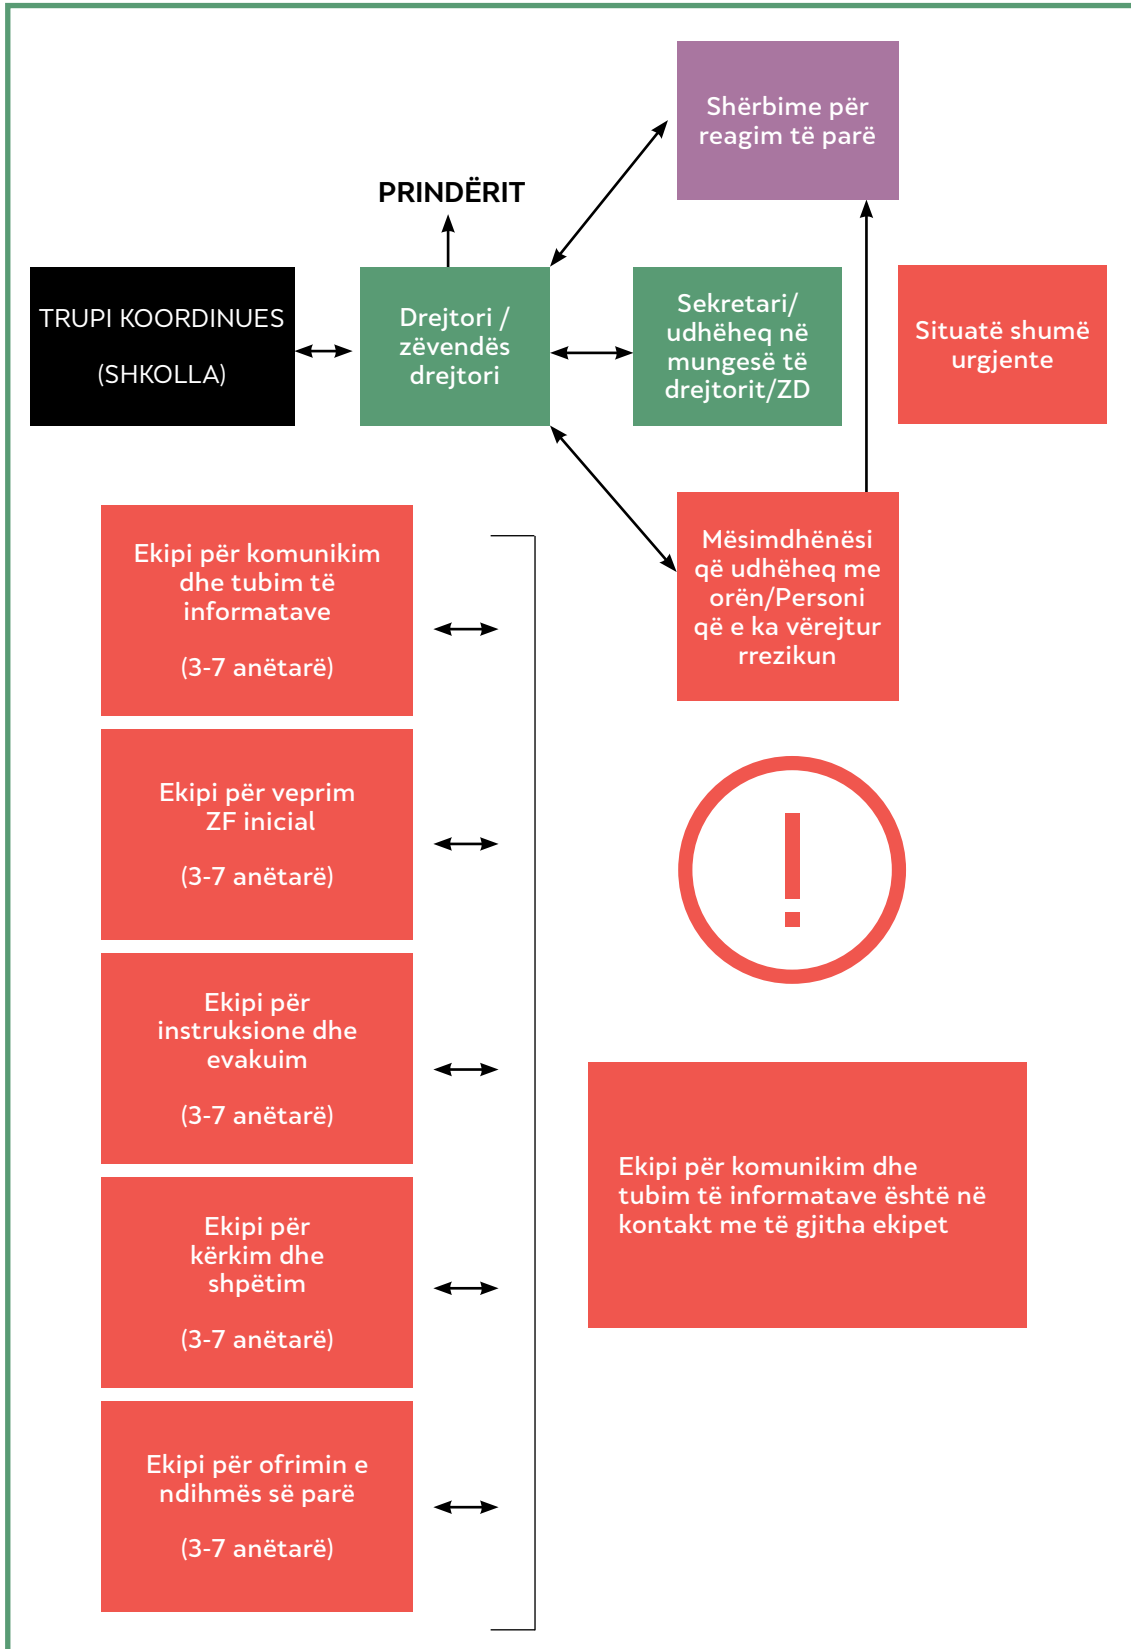 Shërbime për
reagim të parë
PRINDËRIT
TRUPI KOORDINUES
(SHKOLLA)
Drejtori /
zëvendës
drejtori
Sekretari/
udhëheq në
mungesë të
drejtorit/ZD
Situatë shumë
urgjente
Mësimdhënësi
që udhëheq me
orën/Personi
që e ka vërejtur
rrezikun
Ekipi për komunikim
dhe tubim të
informatave
(3-7 anëtarë)
Ekipi për veprim
ZF inicial
(3-7 anëtarë)
!
Ekipi për
instruksione dhe
evakuim
(3-7 anëtarë)
Ekipi për komunikim dhe
tubim të informatave është në
kontakt me të gjitha ekipet
Ekipi për
kërkim dhe
shpëtim
(3-7 anëtarë)
Ekipi për ofrimin e
ndihmës së parë
(3-7 anëtarë)